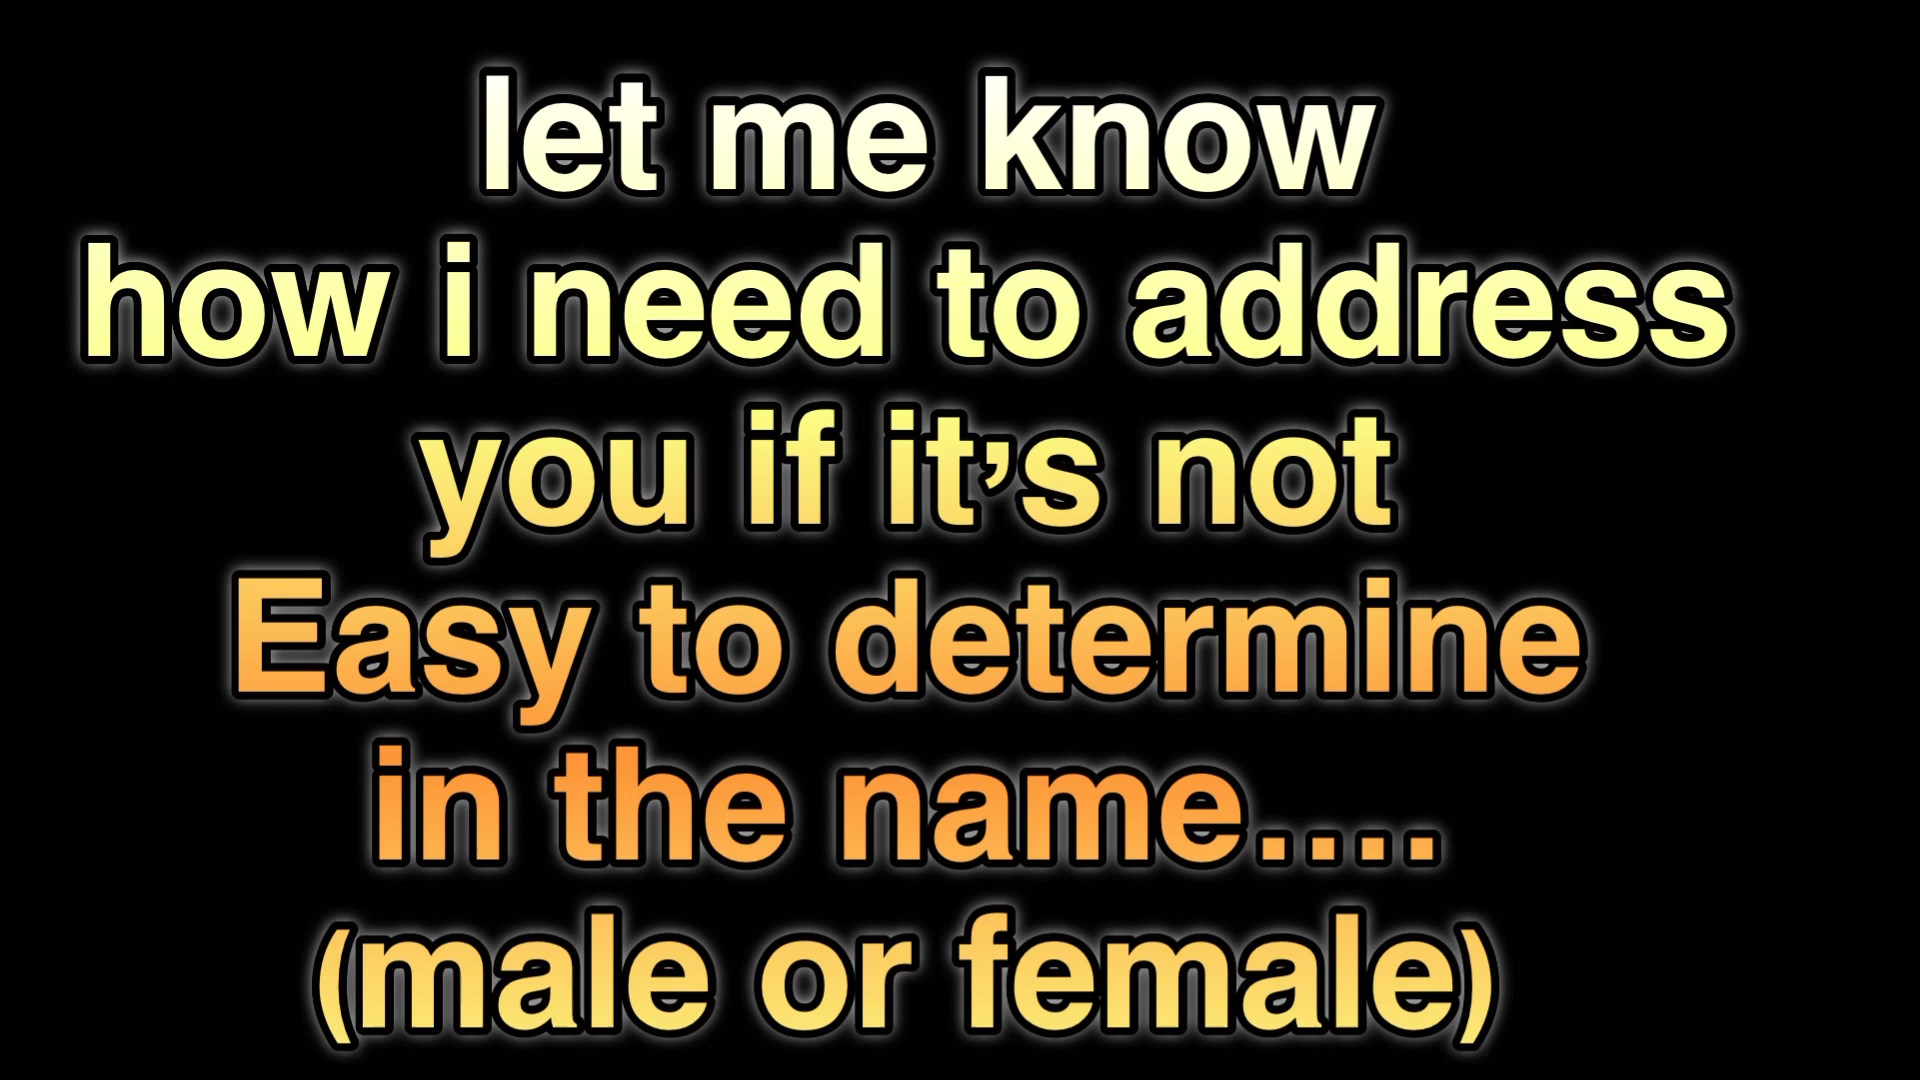 let me know
how i need to address
you if it’s not
Easy to determine
in the name....
(male or female)